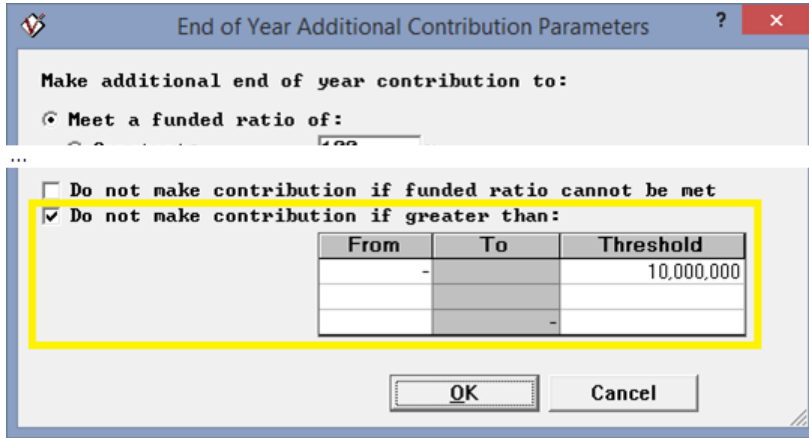 End of Year Additional Contribution Parameters ? ×
Make additional end of year contribution to:
Meet a funded ratio of:
...
Do not make contribution if funded ratio cannot be met
Do not make contribution if greater than:
From To Threshold
- 10,000,000
-
OK Cancel